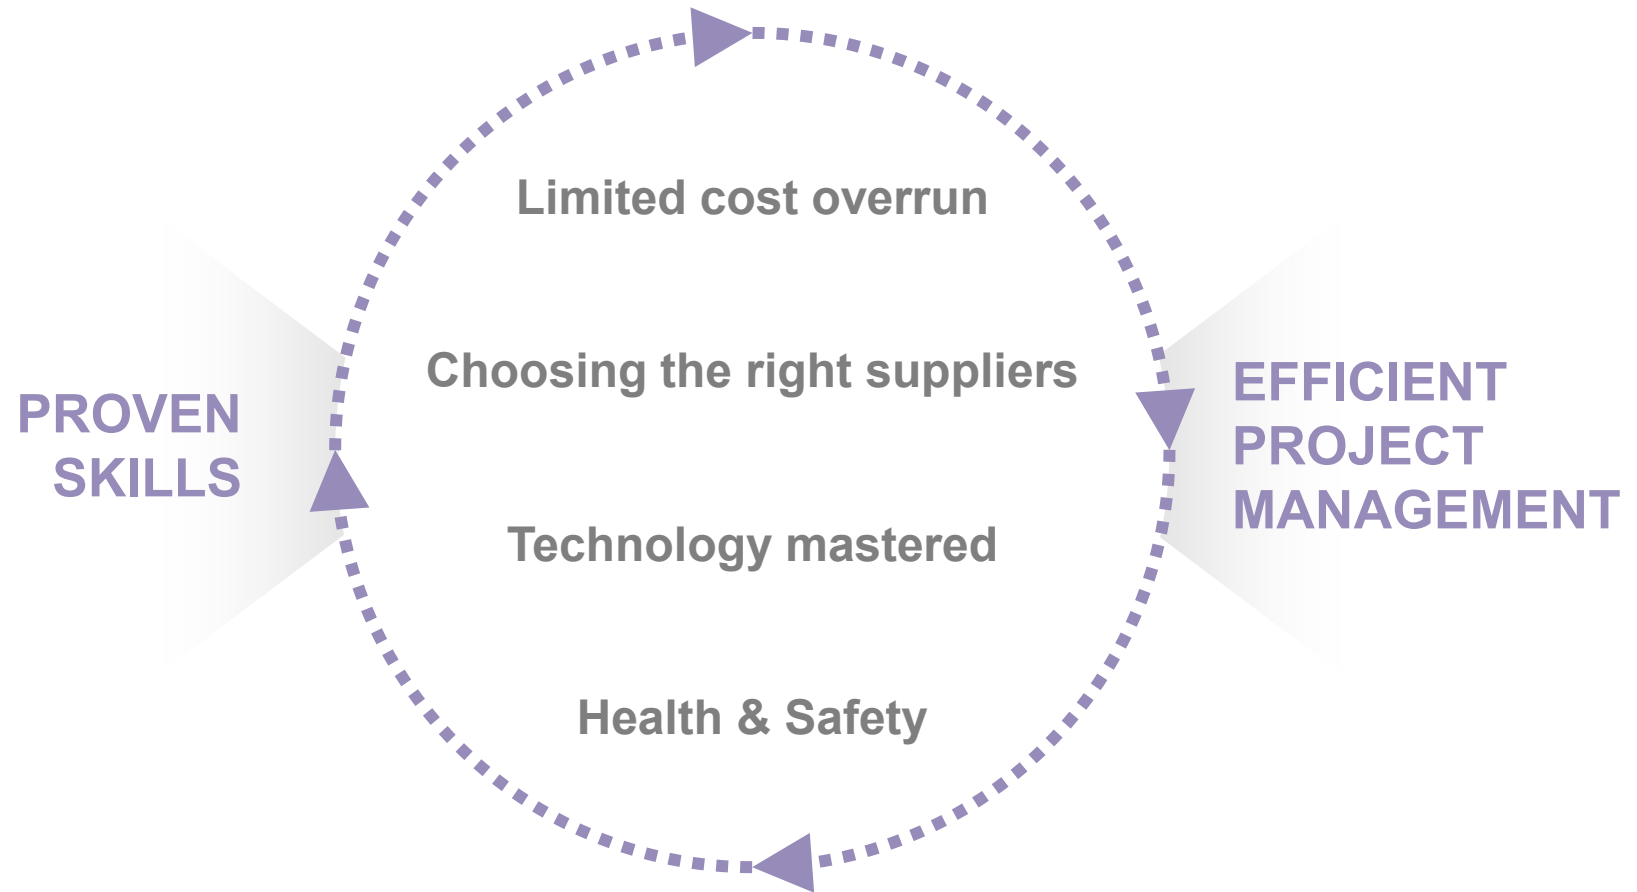 Limited cost overrun
Choosing the right suppliers
PROVEN
SKILLS
EFFICIENT
PROJECT
MANAGEMENT
Technology mastered
Health & Safety